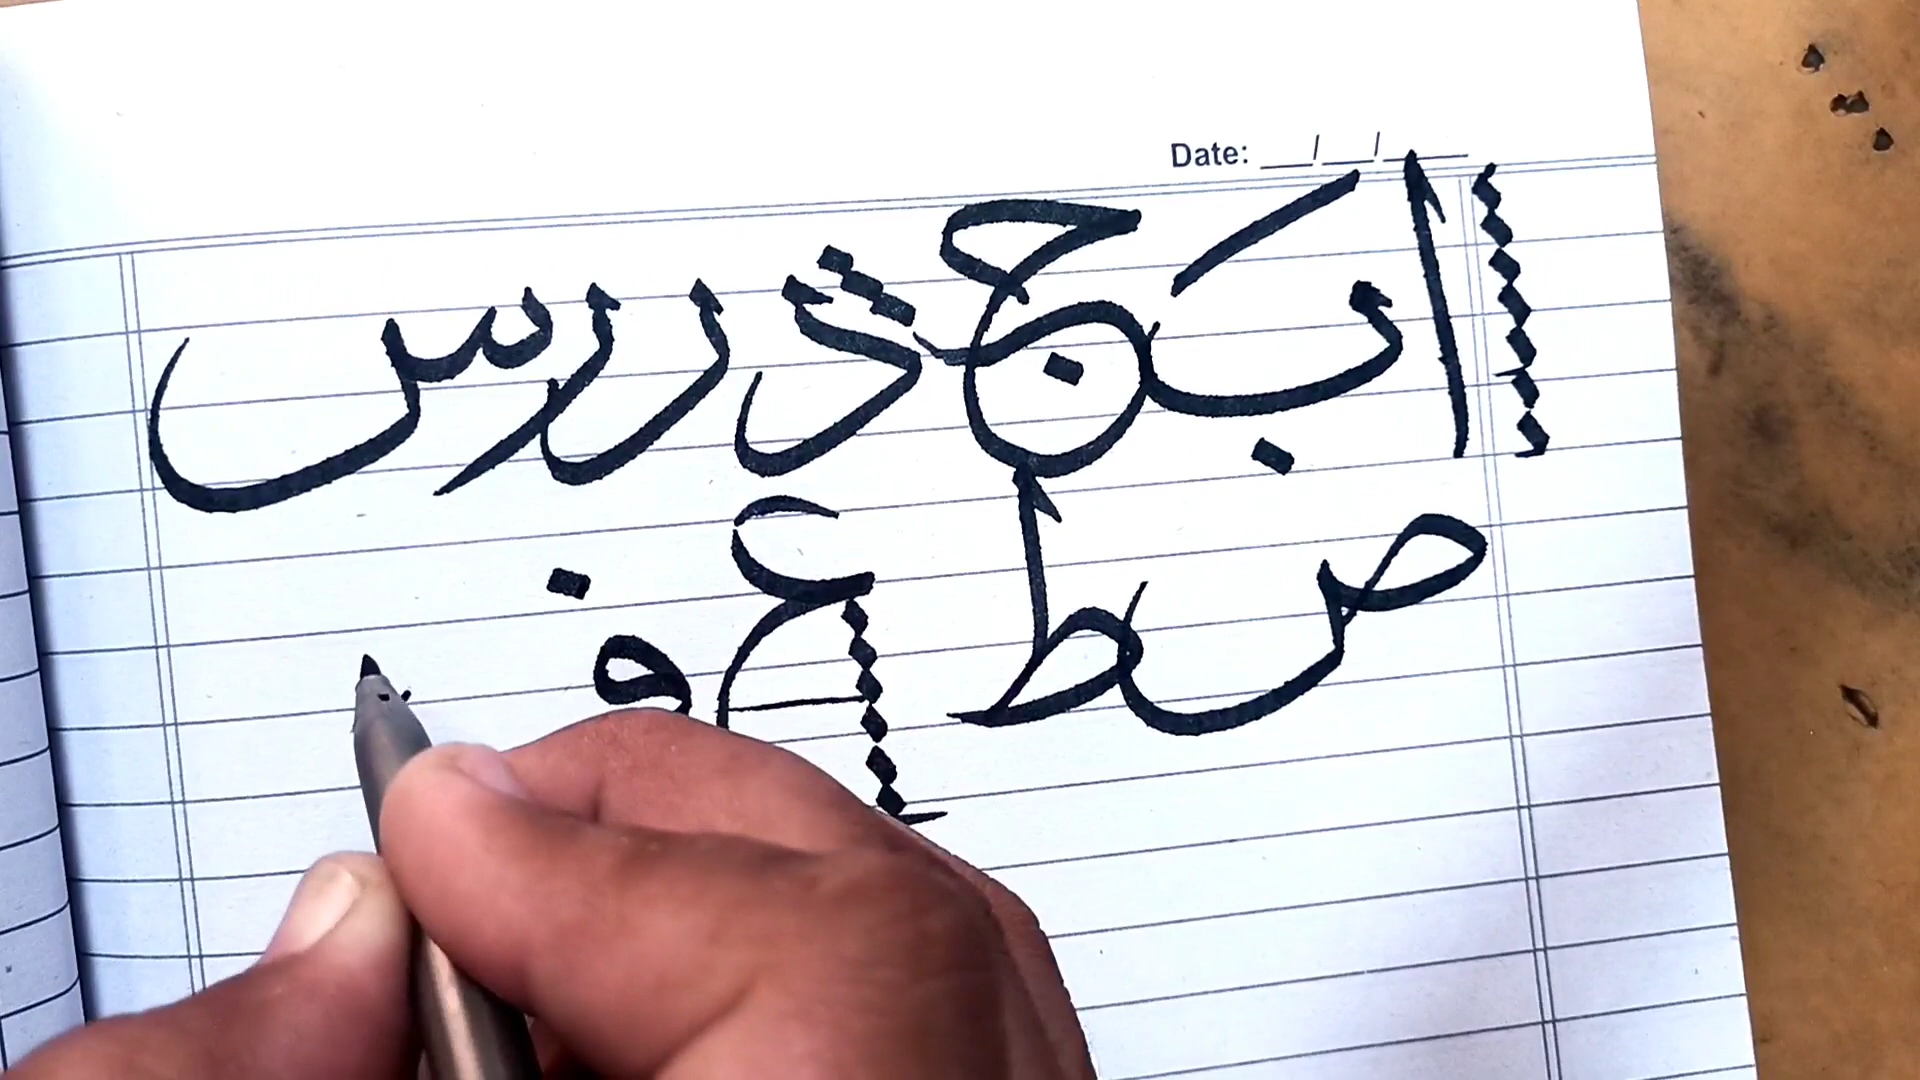 Date: __/__/____
ا ب ج د ر ر س
ص ط ع ف